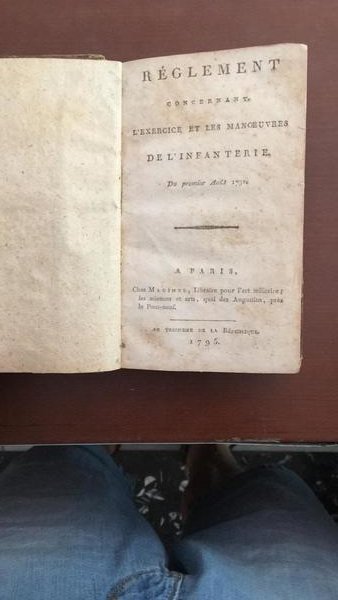 RÉGLEMENT
CONCERNANT
L'EXERCICE ET LES MANŒUVRES
DE L'INFANTERIE,
Du premier Août 1791.
A PARIS,
Chez MAGIMEL, Libraire pour l'art militaire;
les sciences et arts, quai des Augustins, près
le Pont-neuf.
AN TROISIEME DE LA RÉPUBLIQUE.
1795.